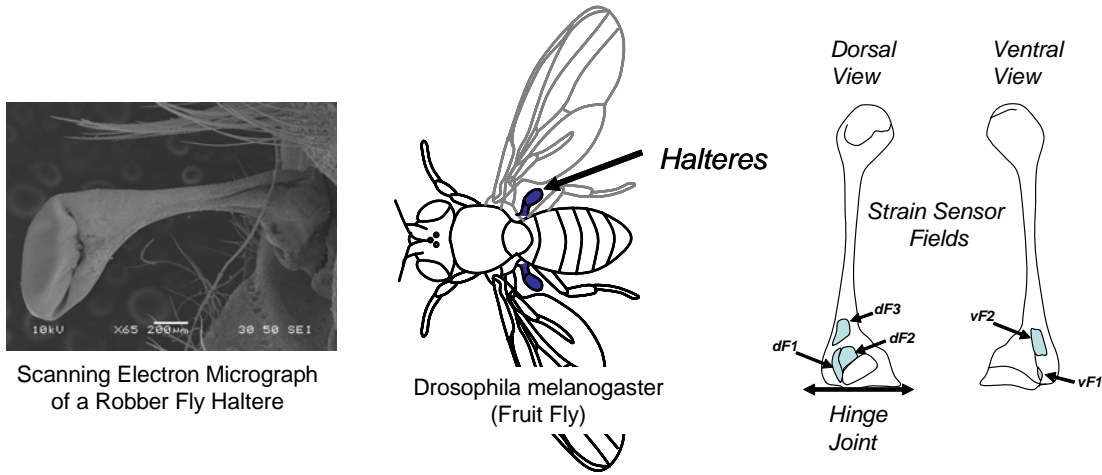 10kV X65 200μm 30 50 SEI
Scanning Electron Micrograph
of a Robber Fly Haltere
Halteres
Drosophila melanogaster
(Fruit Fly)
Dorsal
View
Ventral
View
Strain Sensor
Fields
dF3
dF2
dF1
vF2
vF1
Hinge
Joint